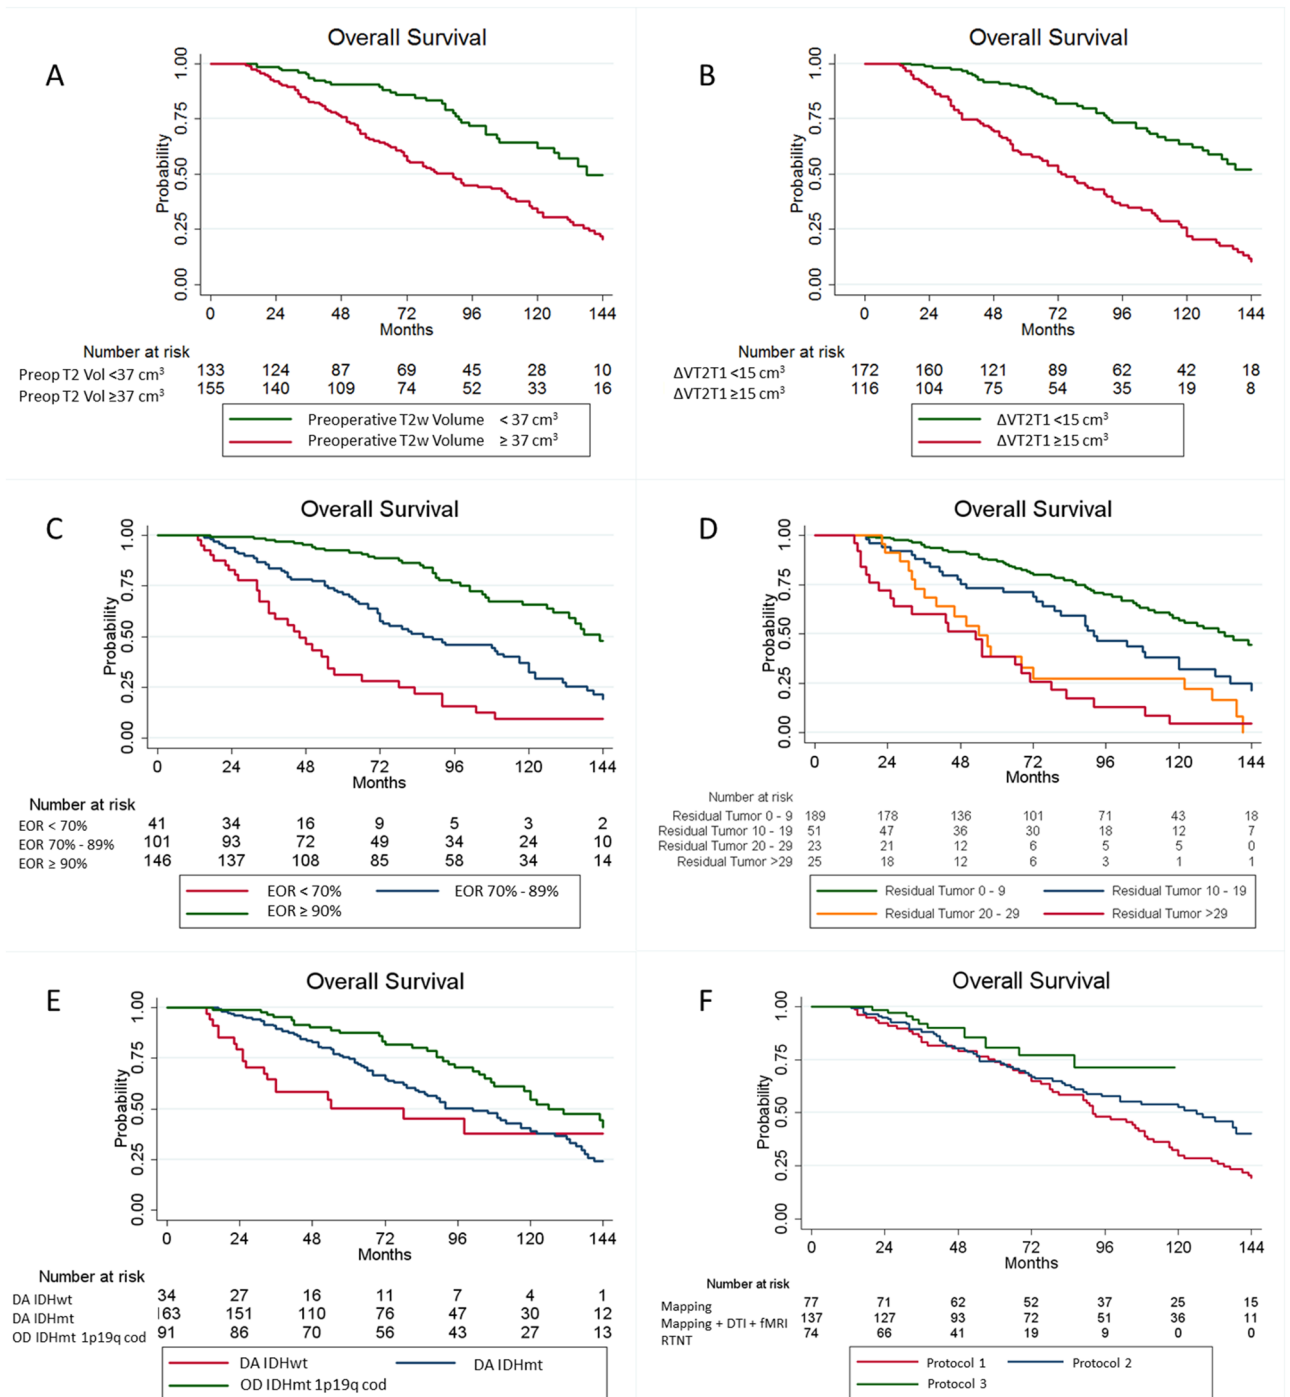 A
Overall Survival
Probability
1.00
0.75
0.50
0.25
0.00
0 24 48 72 96 120 144
Months
Number at risk
Preop T2 Vol <37 cm³ 133 124 87 69 45 28 10
Preop T2 Vol ≥37 cm³ 155 140 109 74 52 33 16
Preoperative T2w Volume < 37 cm³
Preoperative T2w Volume ≥ 37 cm³
B
Overall Survival
Probability
1.00
0.75
0.50
0.25
0.00
0 24 48 72 96 120 144
Months
Number at risk
ΔVT2T1 <15 cm³ 172 160 121 89 62 42 18
ΔVT2T1 ≥15 cm³ 116 104 75 54 35 19 8
ΔVT2T1 <15 cm³
ΔVT2T1 ≥15 cm³
C
Overall Survival
Probability
1.00
0.75
0.50
0.25
0.00
0 24 48 72 96 120 144
Months
Number at risk
EOR < 70% 41 34 16 9 5 3 2
EOR 70% - 89% 101 93 72 49 34 24 10
EOR ≥ 90% 146 137 108 85 58 34 14
EOR < 70% EOR 70% - 89%
EOR ≥ 90%
D
Overall Survival
Probability
1.00
0.75
0.50
0.25
0.00
0 24 48 72 96 120 144
Months
Number at risk
Residual Tumor 0 - 9 189 178 136 101 71 43 18
Residual Tumor 10 - 19 51 47 36 30 18 12 7
Residual Tumor 20 - 29 23 21 12 6 5 5 0
Residual Tumor >29 25 18 12 6 3 1 1
Residual Tumor 0 - 9 Residual Tumor 10 - 19
Residual Tumor 20 - 29 Residual Tumor >29
E
Overall Survival
Probability
1.00
0.75
0.50
0.25
0.00
0 24 48 72 96 120 144
Months
Number at risk
DA IDHwt 34 27 16 11 7 4 1
DA IDHmt 163 151 110 76 47 30 12
OD IDHmt 1p19q cod 91 86 70 56 43 27 13
DA IDHwt DA IDHmt
OD IDHmt 1p19q cod
F
Overall Survival
Probability
1.00
0.75
0.50
0.25
0.00
0 24 48 72 96 120 144
Months
Number at risk
Mapping 77 71 62 52 37 25 15
Mapping + DTI + fMRI 137 127 93 72 51 36 11
RTNT 74 66 41 19 9 0 0
Protocol 1 Protocol 2
Protocol 3